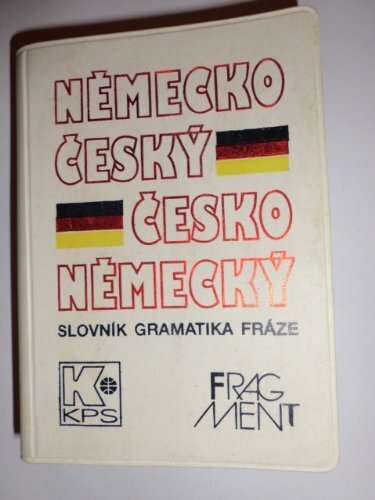 NĚMECKO
ČESKÝ
ČESKO
NĚMECKÝ
SLOVNÍK GRAMATIKA FRÁZE
K
KPS
FRAG
MENT